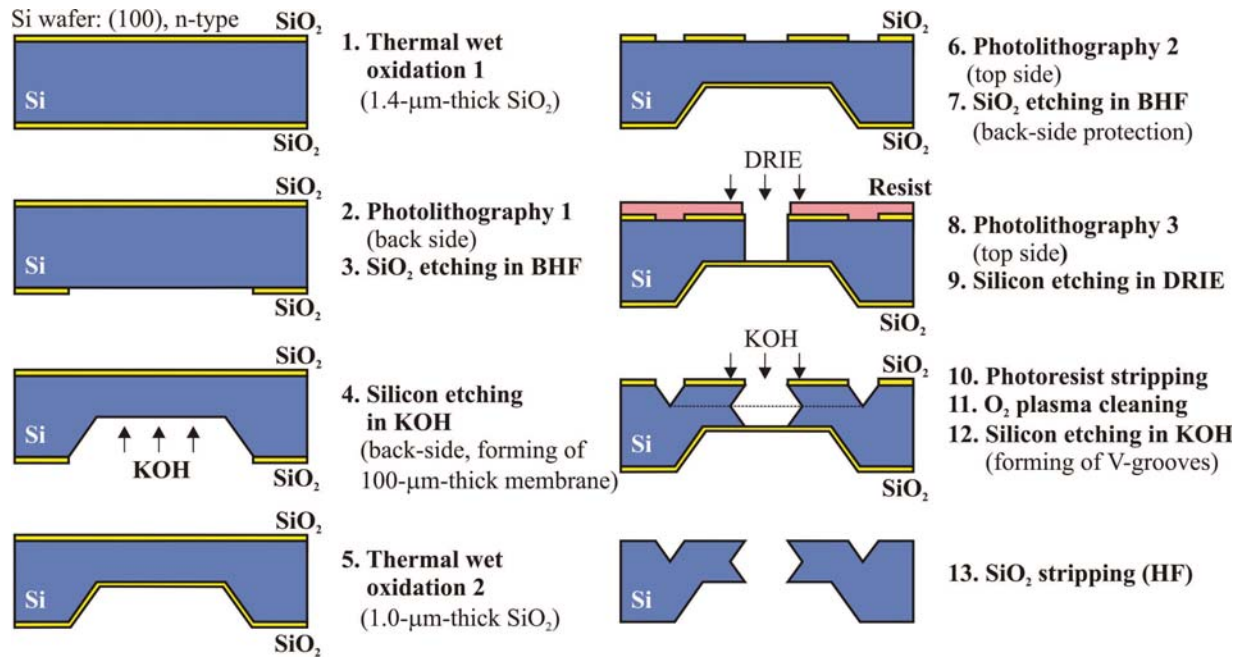 Si wafer: (100), n-type
SiO₂
Si
SiO₂
1. Thermal wet
oxidation 1
(1.4-μm-thick SiO₂)
SiO₂
Si
SiO₂
2. Photolithography 1
(back side)
3. SiO₂ etching in BHF
SiO₂
Si
KOH
SiO₂
4. Silicon etching
in KOH
(back-side, forming of
100-μm-thick membrane)
SiO₂
Si
SiO₂
5. Thermal wet
oxidation 2
(1.0-μm-thick SiO₂)
SiO₂
Si
SiO₂
6. Photolithography 2
(top side)
7. SiO₂ etching in BHF
(back-side protection)
DRIE
Resist
Si
SiO₂
8. Photolithography 3
(top side)
9. Silicon etching in DRIE
KOH
SiO₂
Si
SiO₂
10. Photoresist stripping
11. O₂ plasma cleaning
12. Silicon etching in KOH
(forming of V-grooves)
Si
13. SiO₂ stripping (HF)